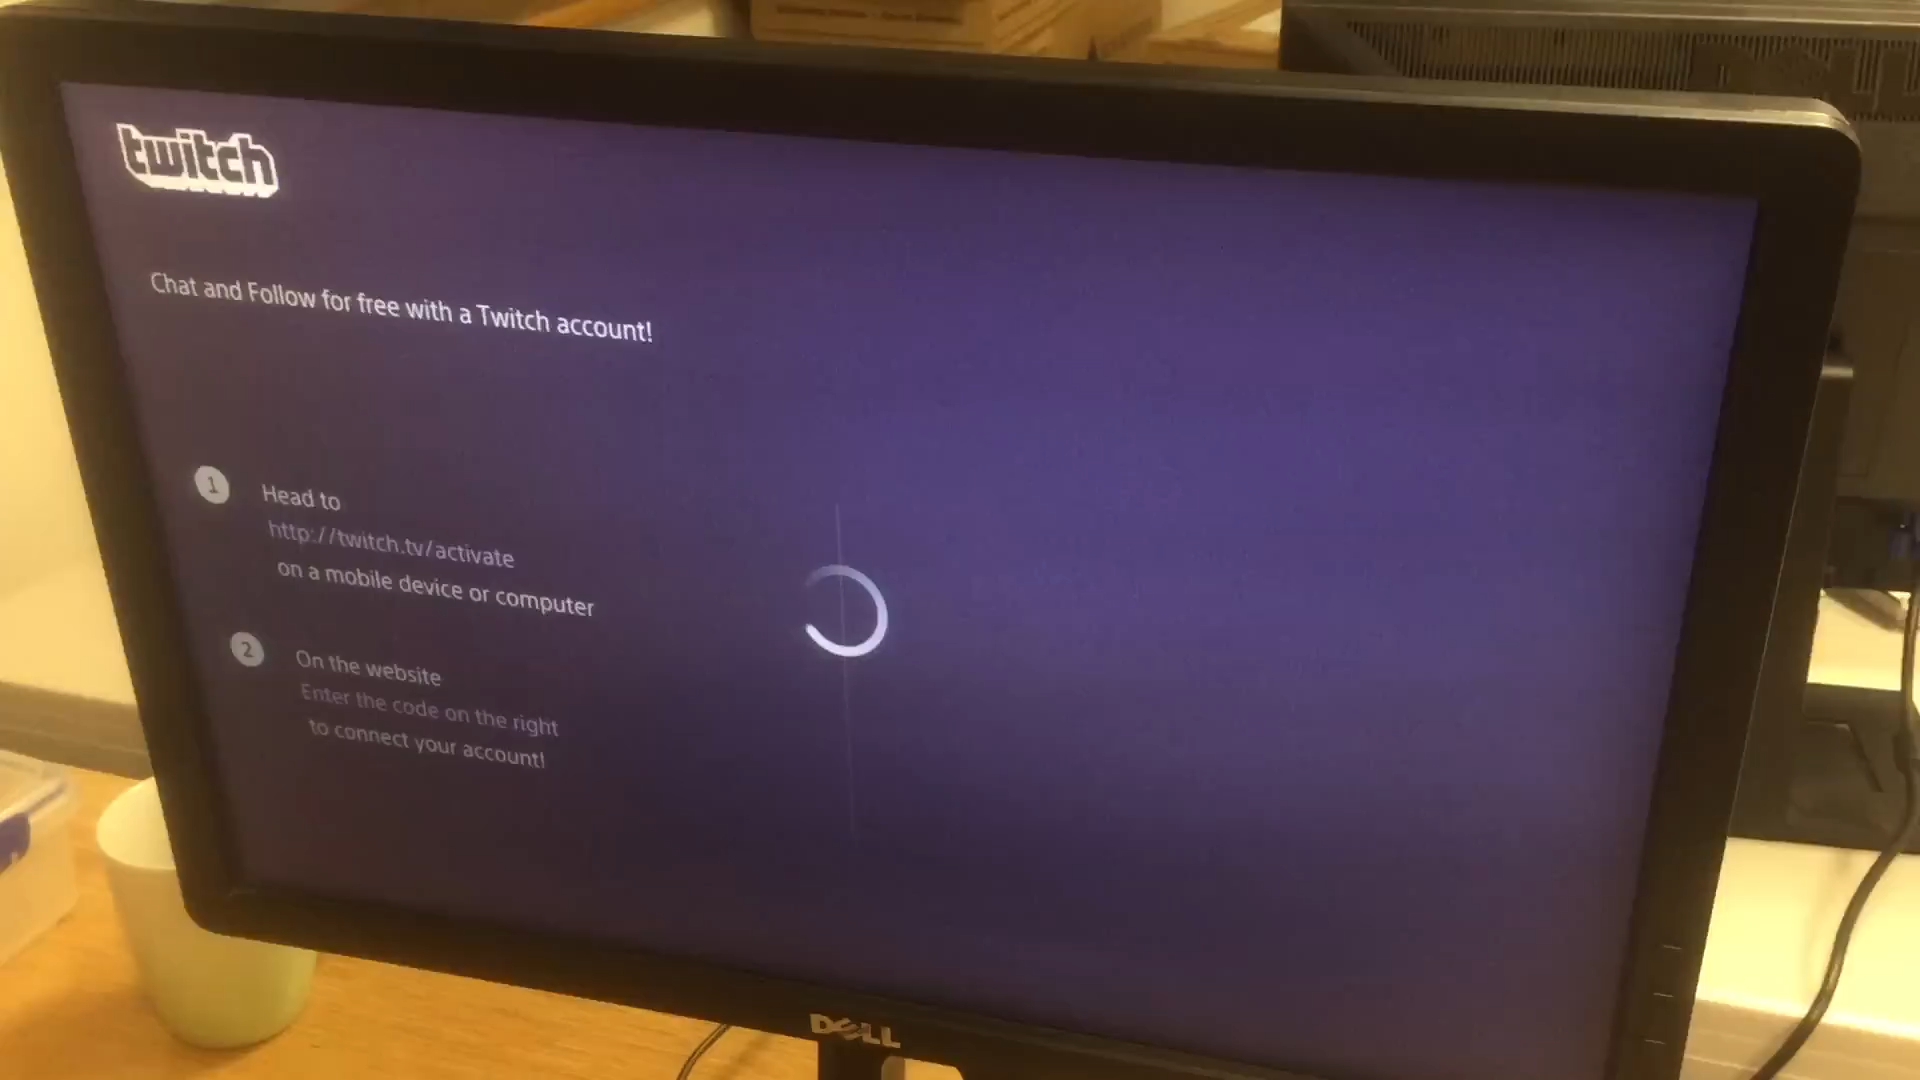 twitch
Chat and Follow for free with a Twitch account!
1
Head to
http://twitch.tv/activate
on a mobile device or computer
2
On the website
Enter the code on the right
to connect your account!
DELL